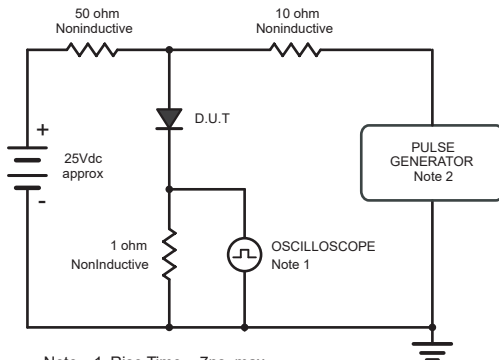 50 ohm
Noninductive
10 ohm
Noninductive
D.U.T
+
25Vdc
approx
-
PULSE
GENERATOR
Note 2
1 ohm
NonInductive
OSCILLOSCOPE
Note 1